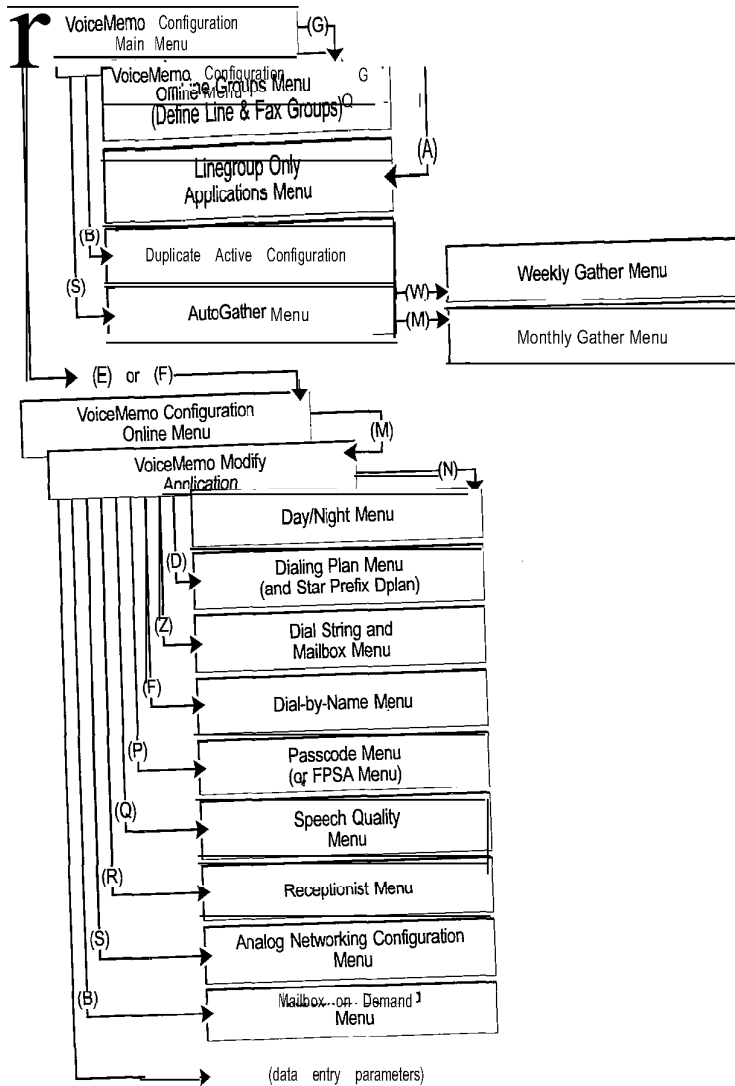 r
VoiceMemo Configuration
Main Menu
(G)
VoiceMemo Configuration
Offline Menu
G
Q
Line Groups Menu
(Define Line & Fax Groups)
(A)
Linegroup Only
Applications Menu
(B)
Duplicate Active Configuration
(S)
AutoGather Menu
(W)
Weekly Gather Menu
(M)
Monthly Gather Menu
(E) or (F)
VoiceMemo Configuration
Online Menu
(M)
VoiceMemo Modify
Application
(N)
Day/Night Menu
(D)
Dialing Plan Menu
(and Star Prefix Dplan)
(Z)
Dial String and
Mailbox Menu
(F)
Dial-by-Name Menu
(P)
Passcode Menu
(or FPSA Menu)
(Q)
Speech Quality
Menu
(R)
Receptionist Menu
(S)
Analog Networking Configuration
Menu
(B)
Mailbox on Demand
Menu
(data entry parameters)